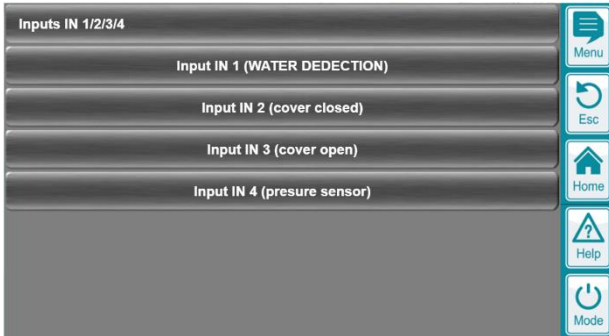 Inputs IN 1/2/3/4
Input IN 1 (WATER DEDECTION)
Input IN 2 (cover closed)
Input IN 3 (cover open)
Input IN 4 (presure sensor)
Menu
Esc
Home
Help
Mode